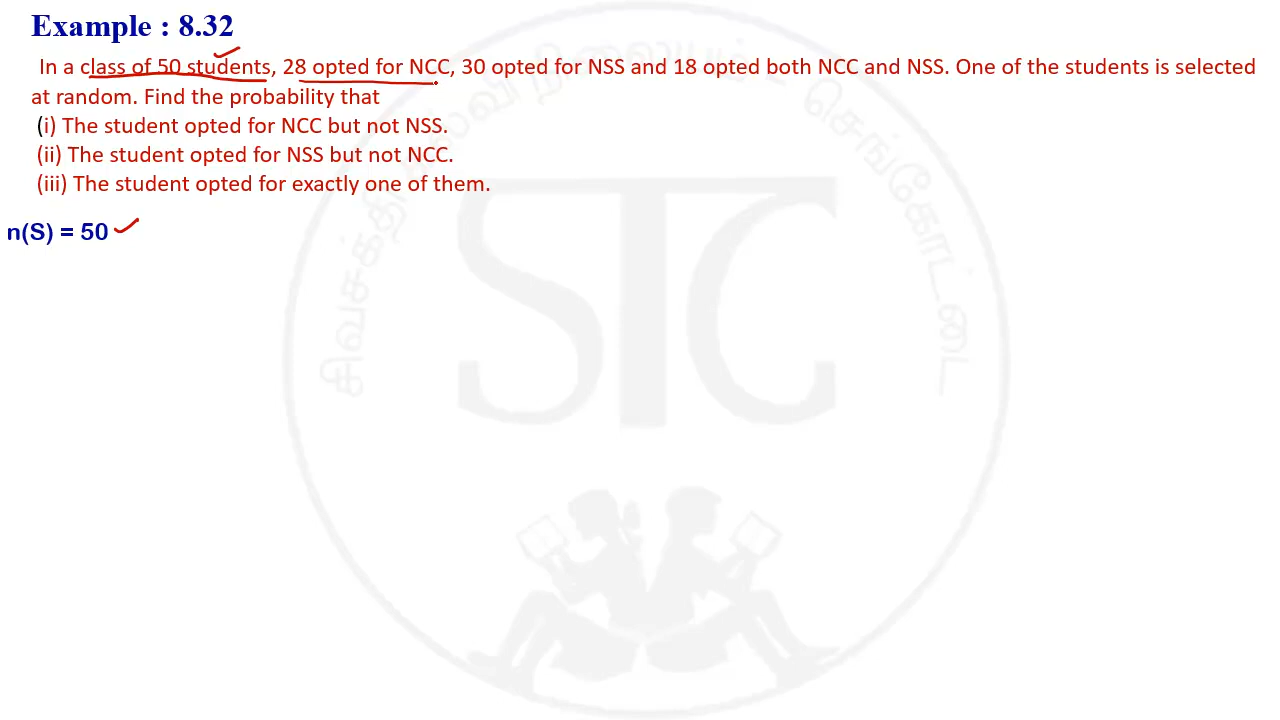 Example : 8.32
In a class of 50 students, 28 opted for NCC, 30 opted for NSS and 18 opted both NCC and NSS. One of the students is selected
at random. Find the probability that
(i) The student opted for NCC but not NSS.
(ii) The student opted for NSS but not NCC.
(iii) The student opted for exactly one of them.
n(S) = 50
STC